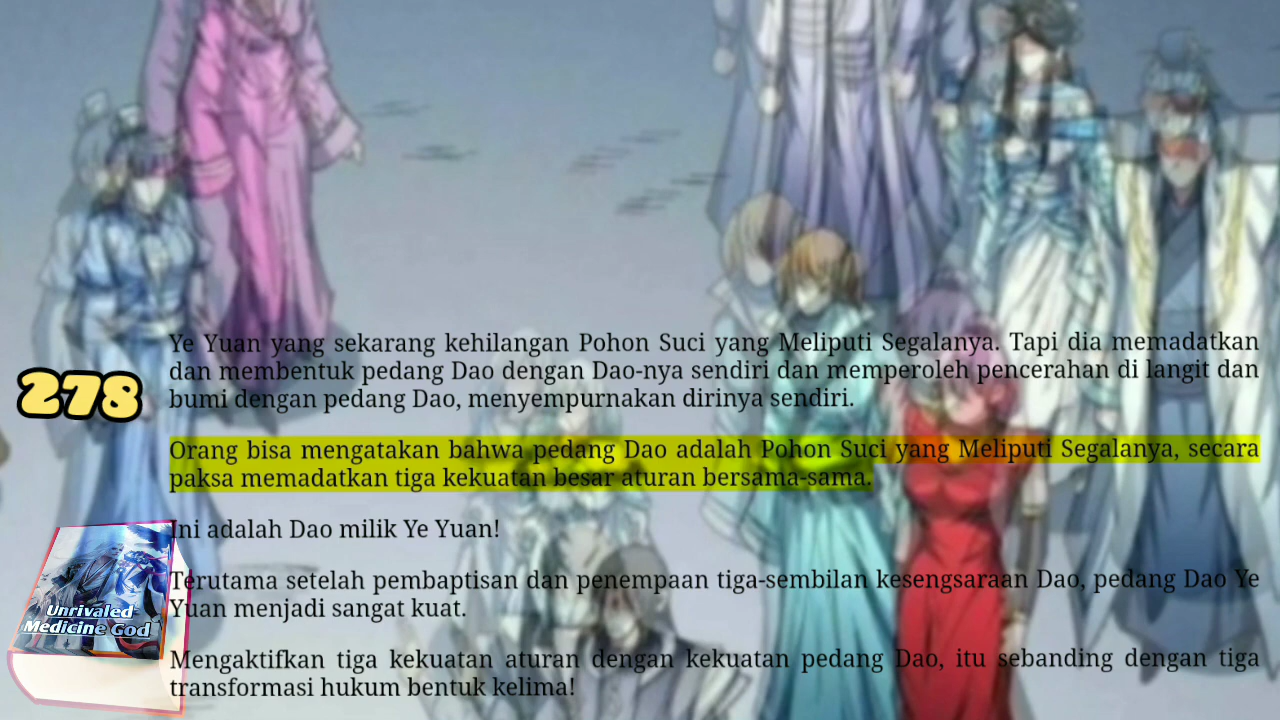 Ye Yuan yang sekarang kehilangan Pohon Suci yang Meliputi Segalanya. Tapi dia memadatkan
dan membentuk pedang Dao dengan Dao-nya sendiri dan memperoleh pencerahan di langit dan
bumi dengan pedang Dao, menyempurnakan dirinya sendiri.
278
Orang bisa mengatakan bahwa pedang Dao adalah Pohon Suci yang Meliputi Segalanya, secara
paksa memadatkan tiga kekuatan besar aturan bersama-sama.
Ini adalah Dao milik Ye Yuan!
Terutama setelah pembaptisan dan penempaan tiga-sembilan kesengsaraan Dao, pedang Dao Ye
Yuan menjadi sangat kuat.
Unrivaled
Medicine God
Mengaktifkan tiga kekuatan aturan dengan kekuatan pedang Dao, itu sebanding dengan tiga
transformasi hukum bentuk kelima!